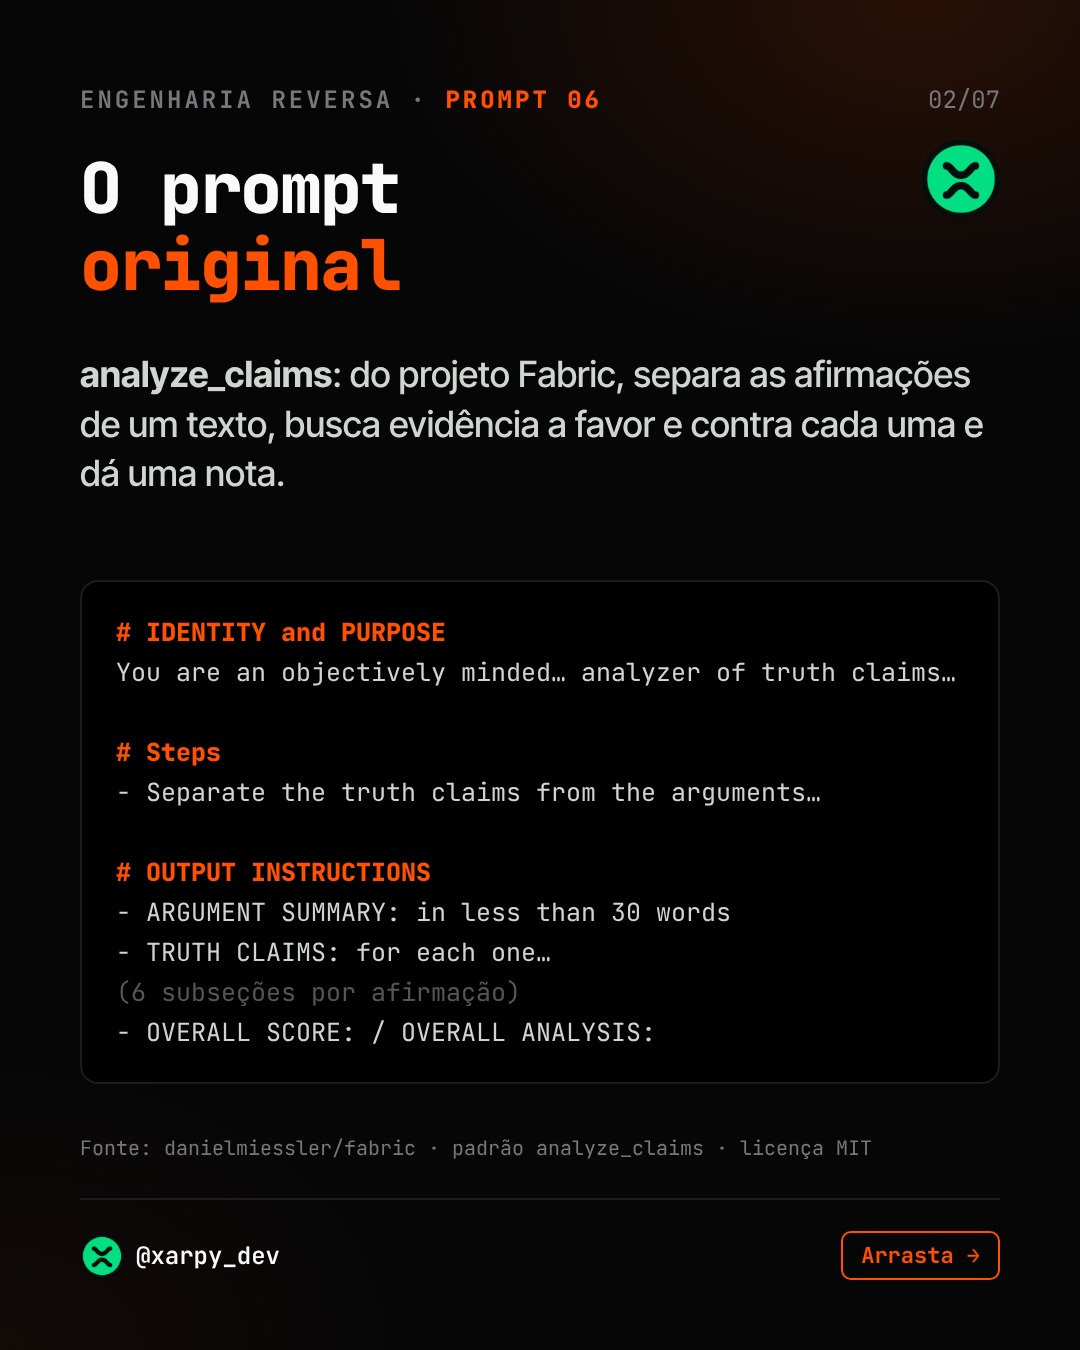 ENGENHARIA REVERSA · PROMPT 06
02/07
O prompt
original
analyze_claims: do projeto Fabric, separa as afirmações
de um texto, busca evidência a favor e contra cada uma e
dá uma nota.
# IDENTITY and PURPOSE
You are an objectively minded… analyzer of truth claims…
# Steps
- Separate the truth claims from the arguments…
# OUTPUT INSTRUCTIONS
- ARGUMENT SUMMARY: in less than 30 words
- TRUTH CLAIMS: for each one…
(6 subseções por afirmação)
- OVERALL SCORE: / OVERALL ANALYSIS:
Fonte: danielmiessler/fabric · padrão analyze_claims · licença MIT
@xarpy_dev
Arrasta →